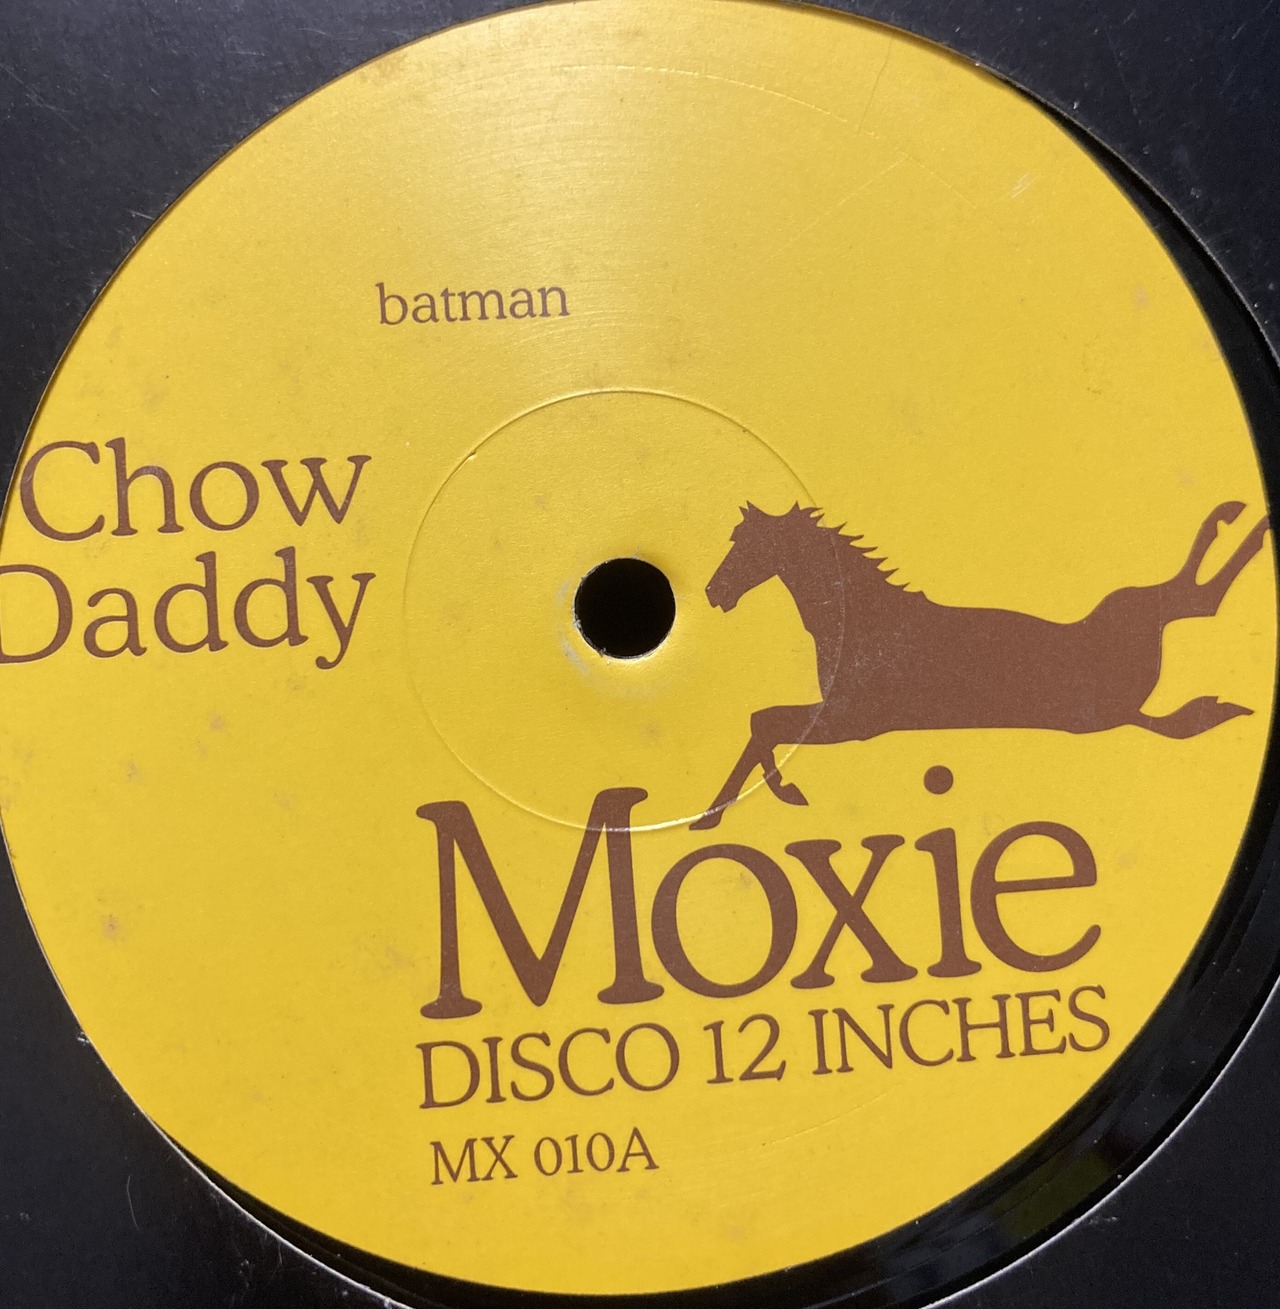 batman
Chow
Daddy
Moxie
DISCO 12 INCHES
MX 010A